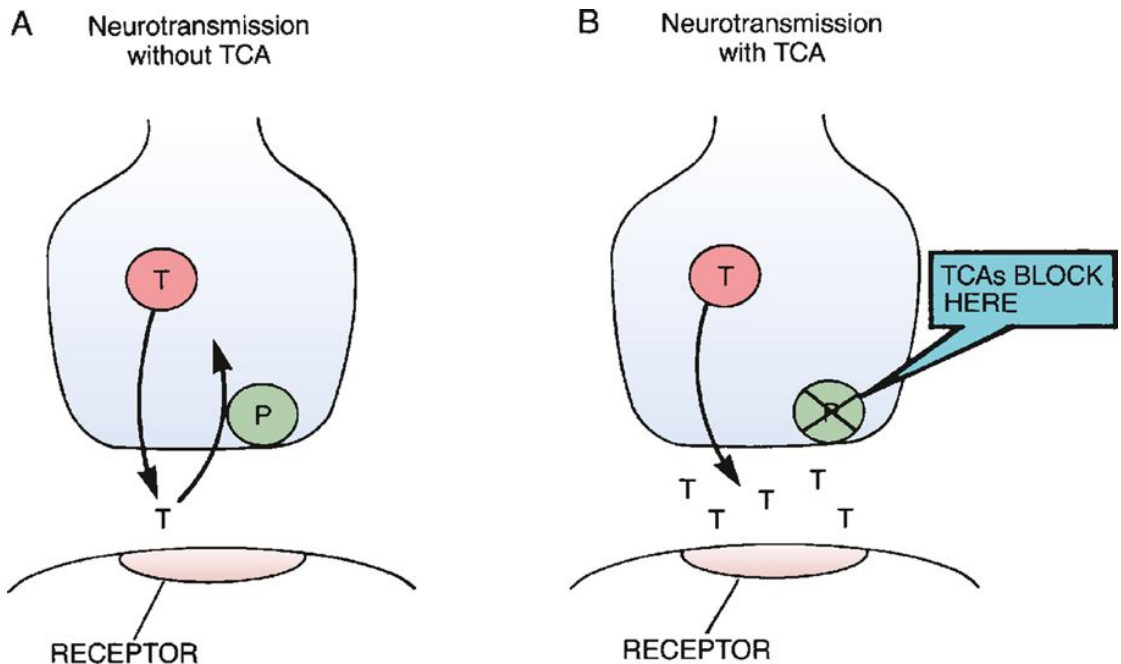 A
Neurotransmission
without TCA
T
P
T
RECEPTOR
B
Neurotransmission
with TCA
T
TCAs BLOCK
HERE
P
T
T
T
T
T
RECEPTOR